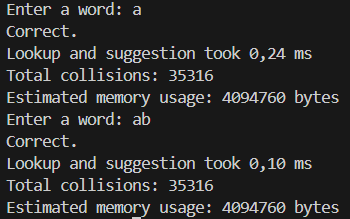 Enter a word: a
Correct.
Lookup and suggestion took 0,24 ms
Total collisions: 35316
Estimated memory usage: 4094760 bytes
Enter a word: ab
Correct.
Lookup and suggestion took 0,10 ms
Total collisions: 35316
Estimated memory usage: 4094760 bytes